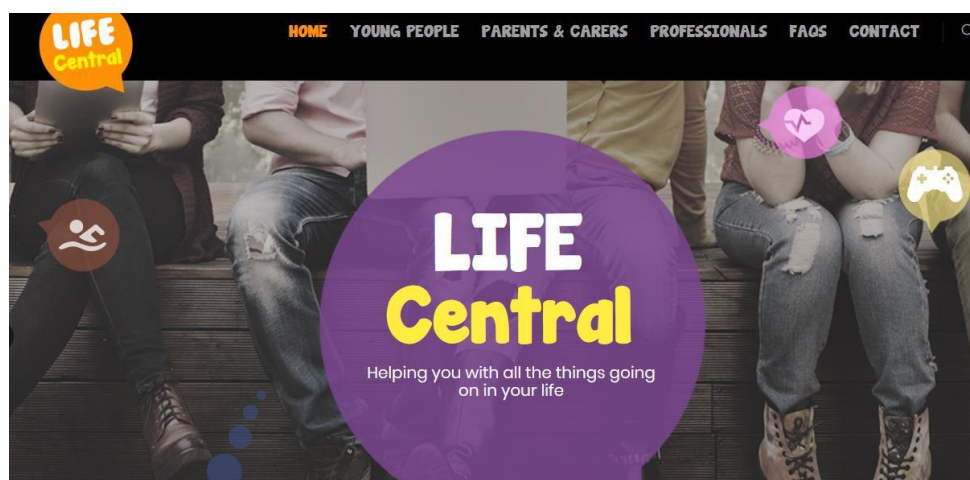 LIFE
Central
HOME YOUNG PEOPLE PARENTS & CARERS PROFESSIONALS FAQS CONTACT
LIFE
Central
Helping you with all the things going
on in your life